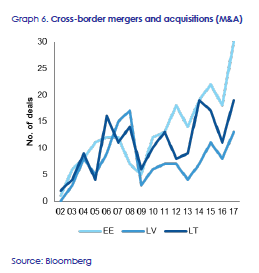 Graph 6. Cross-border mergers and acquisitions (M&A)
No. of deals
30
25
20
15
10
5
0
02 03 04 05 06 07 08 09 10 11 12 13 14 15 16 17
EE LV LT
Source: Bloomberg